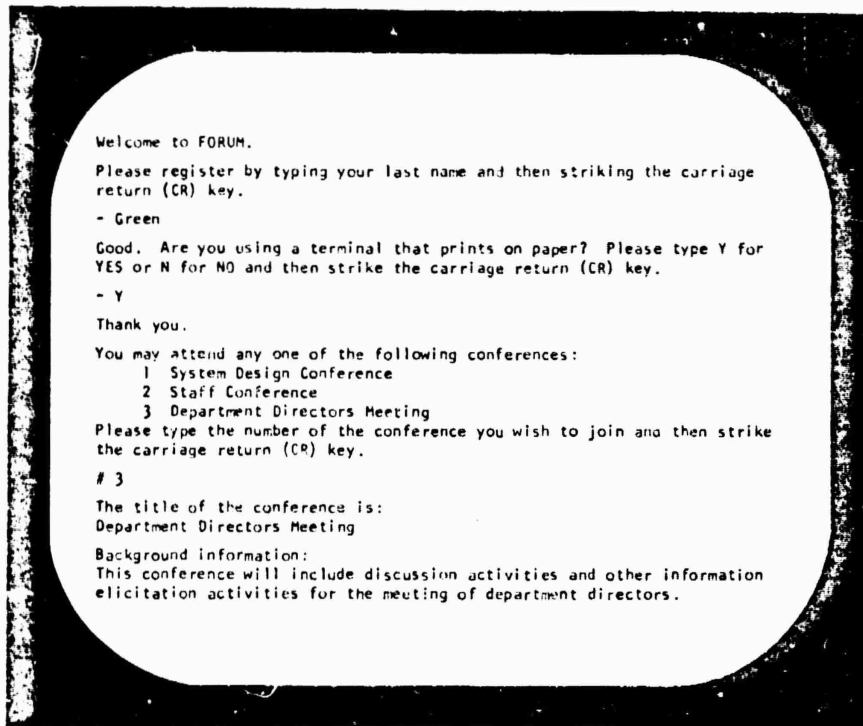 Welcome to FORUM.
Please register by typing your last name and then striking the carriage
return (CR) key.
- Green
Good. Are you using a terminal that prints on paper? Please type Y for
YES or N for NO and then strike the carriage return (CR) key.
- Y
Thank you.
You may attend any one of the following conferences:
1 System Design Conference
2 Staff Conference
3 Department Directors Meeting
Please type the number of the conference you wish to join and then strike
the carriage return (CR) key.
# 3
The title of the conference is:
Department Directors Meeting
Background information:
This conference will include discussion activities and other information
elicitation activities for the meeting of department directors.